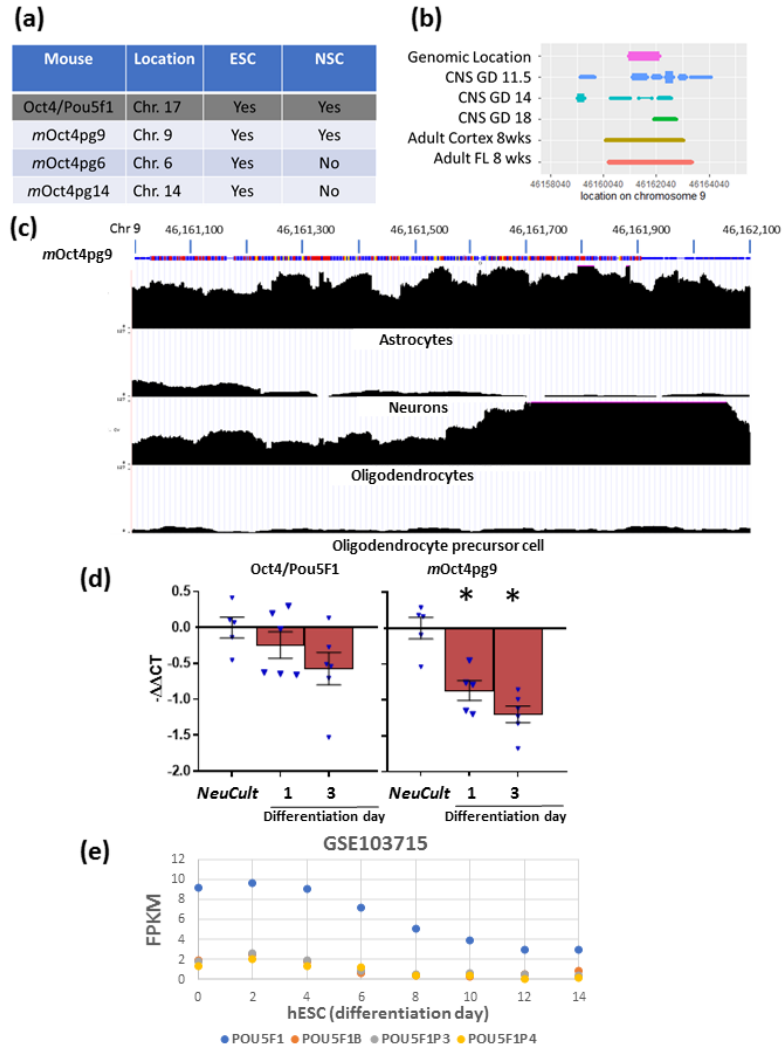 (a)
Mouse Location ESC NSC
Oct4/Pou5f1 Chr. 17 Yes Yes
mOct4pg9 Chr. 9 Yes Yes
mOct4pg6 Chr. 6 Yes No
mOct4pg14 Chr. 14 Yes No
(b)
Genomic Location
CNS GD 11.5
CNS GD 14
CNS GD 18
Adult Cortex 8wks
Adult FL 8 wks
46158040 46160040 46162040 46164040
location on chromosome 9
(c)
Chr 9 46,161,100 46,161,300 46,161,500 46,161,700 46,161,900 46,162,100
mOct4pg9
Astrocytes
Neurons
Oligodendrocytes
Oligodendrocyte precursor cell
(d)
Oct4/Pou5F1 mOct4pg9
* *
0.5
0.0
-0.5
-1.0
-1.5
-2.0
-ΔΔCT
NeuCult 1 3 NeuCult 1 3
Differentiation day Differentiation day
(e)
GSE103715
FPKM
12
10
8
6
4
2
0
0 2 4 6 8 10 12 14
hESC (differentiation day)
POU5F1 POU5F1B POU5F1P3 POU5F1P4